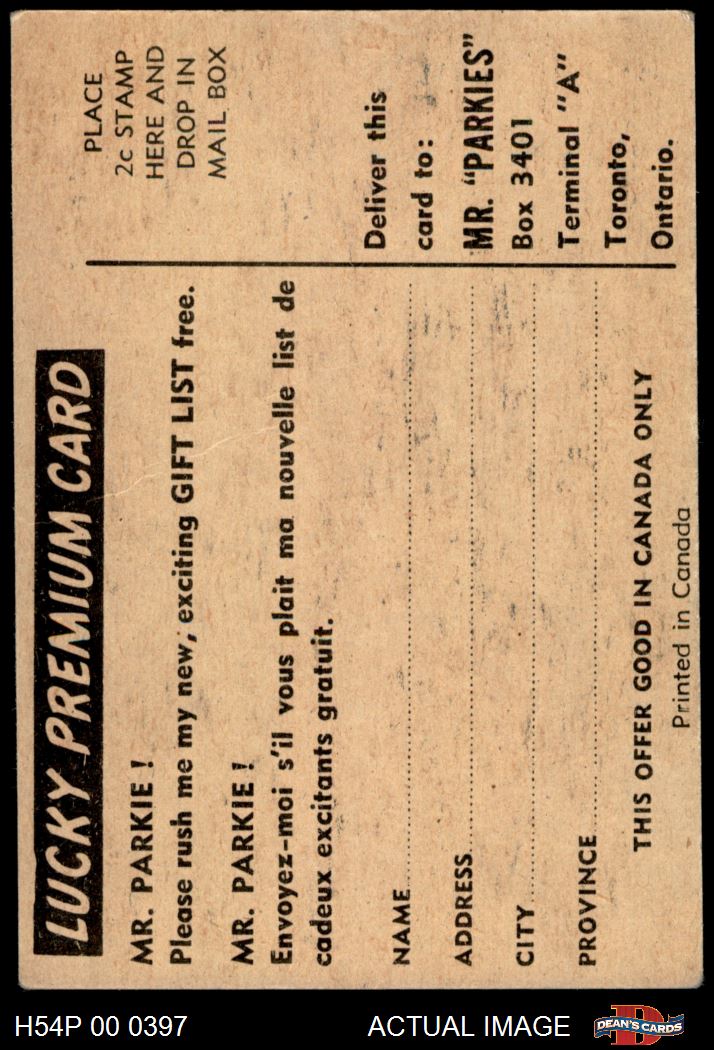 LUCKY PREMIUM CARD
MR. PARKIE!
Please rush me my new, exciting GIFT LIST free.
MR. PARKIE!
Envoyez-moi s'il vous plait ma nouvelle list de
cadeux excitants gratuit.
NAME
ADDRESS
CITY
PROVINCE
THIS OFFER GOOD IN CANADA ONLY
Printed in Canada
PLACE
2c STAMP
HERE AND
DROP IN
MAIL BOX
Deliver this
card to:
MR. "PARKIES"
Box 3401
Terminal "A"
Toronto,
Ontario.
H54P 00 0397
ACTUAL IMAGE
D
DEAN'S CARDS